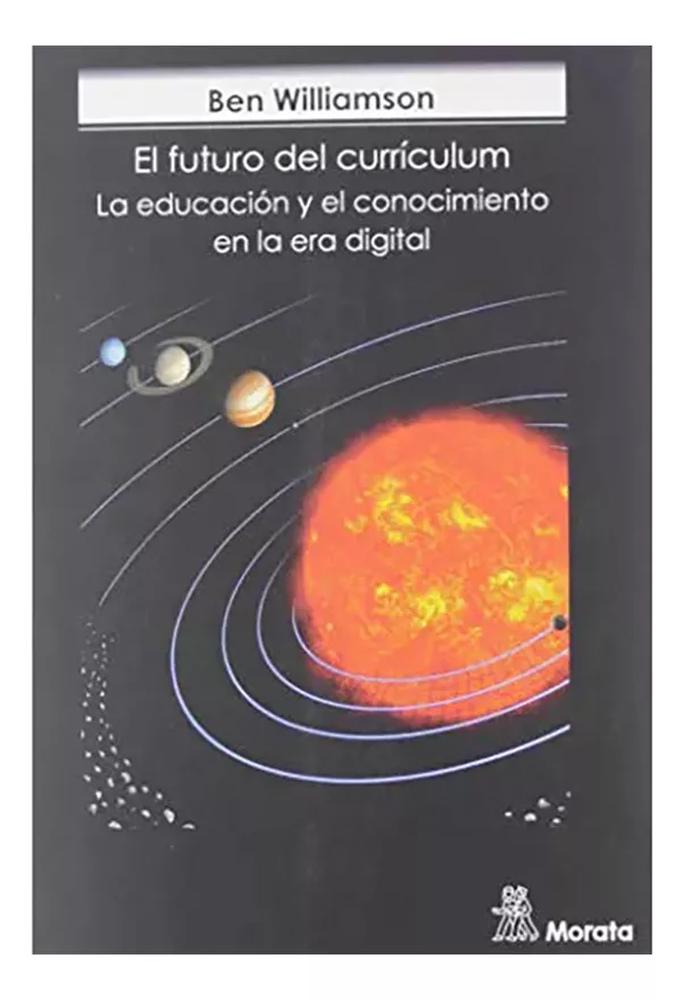 Ben Williamson
El futuro del currículum
La educación y el conocimiento
en la era digital
Morata